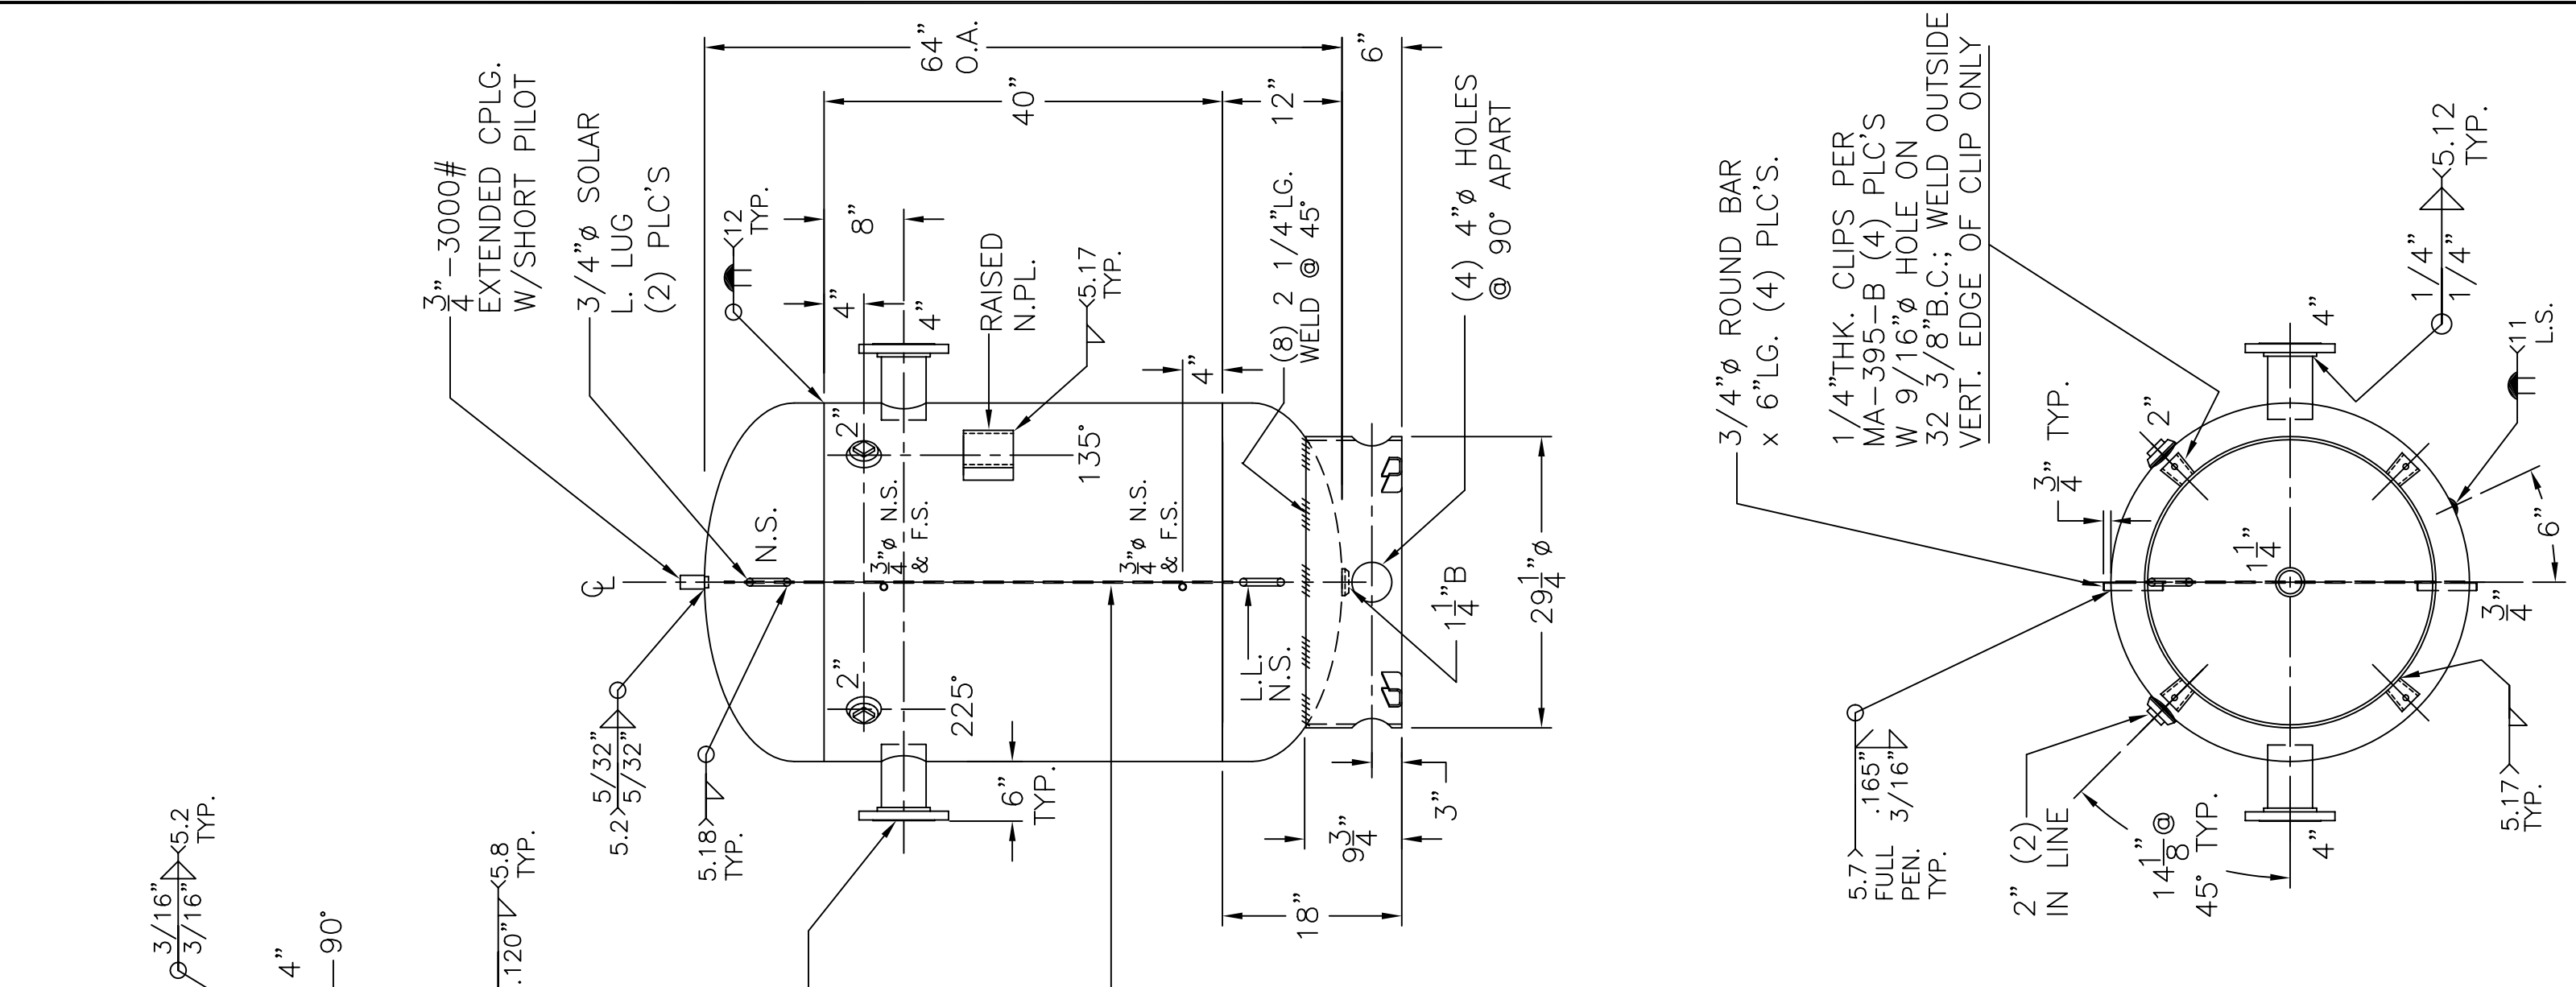 3/16"
3/16"
5.2
TYP.
4"
90°
.120"
5.8
TYP.
3/4"-3000#
EXTENDED CPLG.
W/SHORT PILOT
3/4"ø SOLAR
L. LUG
(2) PLC'S
12
TYP.
64"
O.A.
40"
12"
6"
8"
4"
4"
RAISED
N.PL.
5.17
TYP.
4"
(8) 2 1/4"LG.
WELD @ 45°
(4) 4"ø HOLES
@ 90° APART
℄
N.S.
2"
135°
3/4"ø N.S.
& F.S.
3/4"ø N.S.
& F.S.
2"
225°
L.L.
N.S.
1 1/4"B
29 1/4"ø
5.2
5/32"
5/32"
5.18
TYP.
6"
TYP.
9 3/4"
3"
18"
3/4"ø ROUND BAR
x 6"LG. (4) PLC'S.
1/4"THK. CLIPS PER
MA-395-B (4) PLC'S
W 9/16"ø HOLE ON
32 3/8"B.C.; WELD OUTSIDE
VERT. EDGE OF CLIP ONLY
3/4" TYP.
2"
4"
1/4"
1/4"
5.12
TYP.
11
L.S.
6"
1 1/4"
3/4"
5.7
FULL
PEN.
TYP.
.165"
3/16"
2" (2)
IN LINE
14 1/8" @
45° TYP.
4"
5.17
TYP.